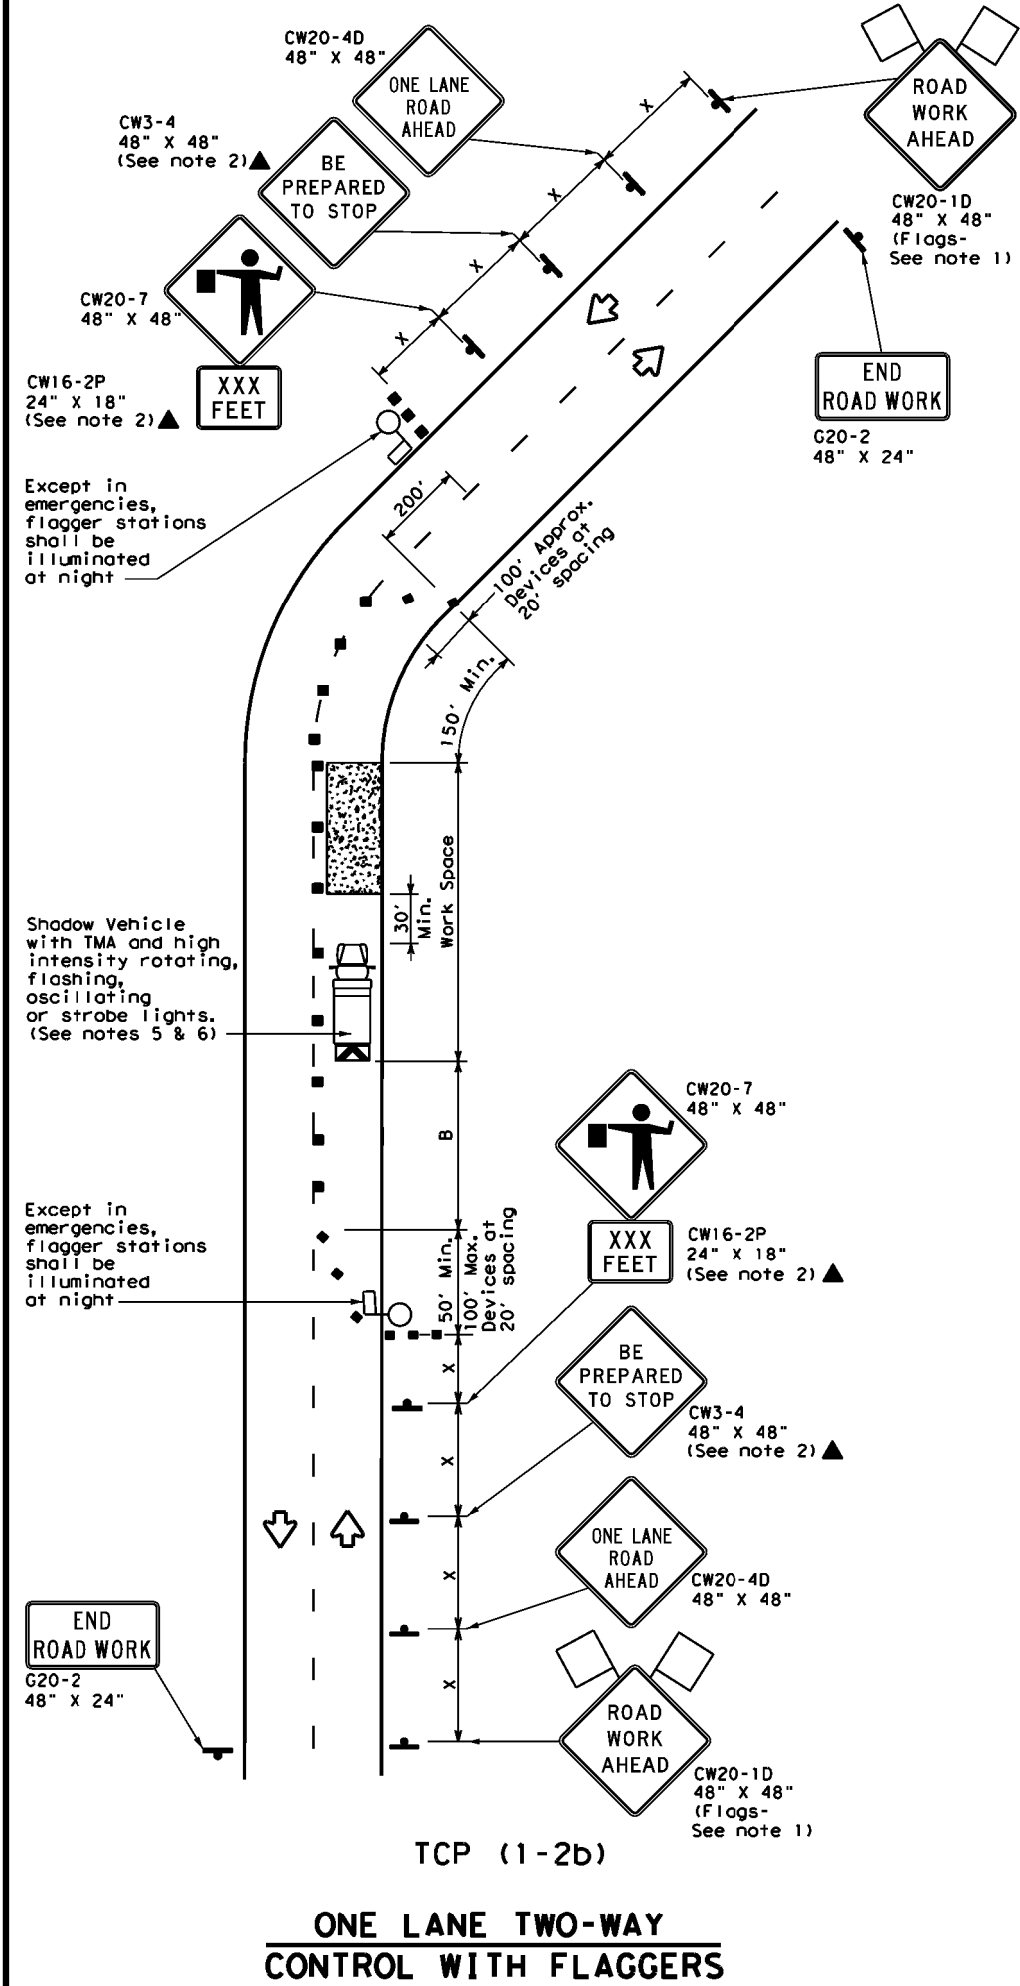 CW20-4D
48" X 48"
ONE LANE
ROAD
AHEAD
ROAD
WORK
AHEAD
CW20-1D
48" X 48"
(Flags-
See note 1)
CW3-4
48" X 48"
(See note 2)▲
BE
PREPARED
TO STOP
CW20-7
48" X 48"
CW16-2P
24" X 18"
(See note 2)▲
XXX
FEET
X
X
X
X
END
ROAD WORK
G20-2
48" X 24"
Except in
emergencies,
flagger stations
shall be
illuminated
at night
200'
100' Approx.
Devices at
20' spacing
150' Min.
Work Space
30'
Min.
Shadow Vehicle
with TMA and high
intensity rotating,
flashing,
oscillating
or strobe lights.
(See notes 5 & 6)
B
CW20-7
48" X 48"
XXX
FEET
CW16-2P
24" X 18"
(See note 2)▲
Except in
emergencies,
flagger stations
shall be
illuminated
at night
50' Min.
100' Max.
Devices at
20' spacing
X
X
X
X
BE
PREPARED
TO STOP
CW3-4
48" X 48"
(See note 2)▲
ONE LANE
ROAD
AHEAD
CW20-4D
48" X 48"
END
ROAD WORK
G20-2
48" X 24"
ROAD
WORK
AHEAD
CW20-1D
48" X 48"
(Flags-
See note 1)
TCP (1-2b)
ONE LANE TWO-WAY
CONTROL WITH FLAGGERS